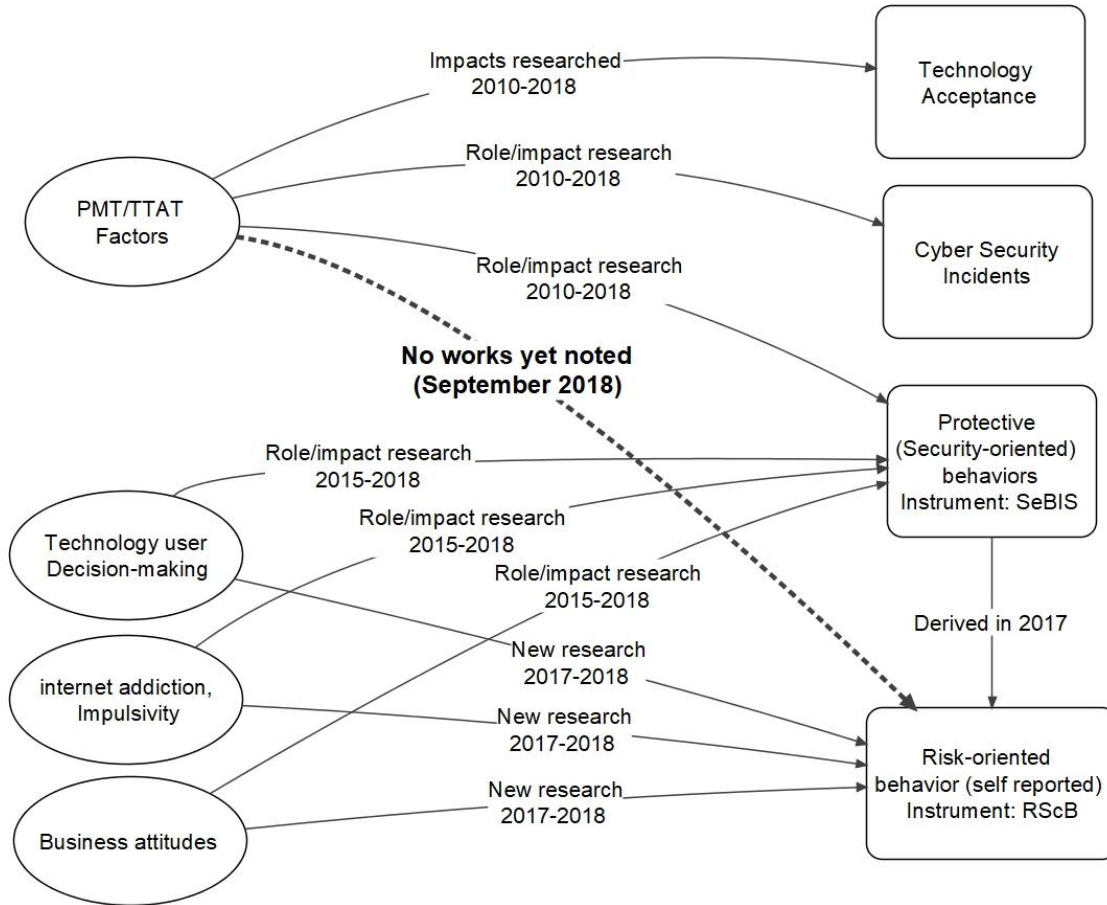 Impacts researched
2010-2018
Technology
Acceptance
Role/impact research
2010-2018
PMT/TTAT
Factors
Cyber Security
Incidents
Role/impact research
2010-2018
No works yet noted
(September 2018)
Protective
(Security-oriented)
behaviors
Instrument: SeBIS
Role/impact research
2015-2018
Role/impact research
2015-2018
Technology user
Decision-making
Role/impact research
2015-2018
Derived in 2017
New research
2017-2018
internet addiction,
Impulsivity
New research
2017-2018
Risk-oriented
behavior (self reported)
Instrument: RScB
New research
2017-2018
Business attitudes